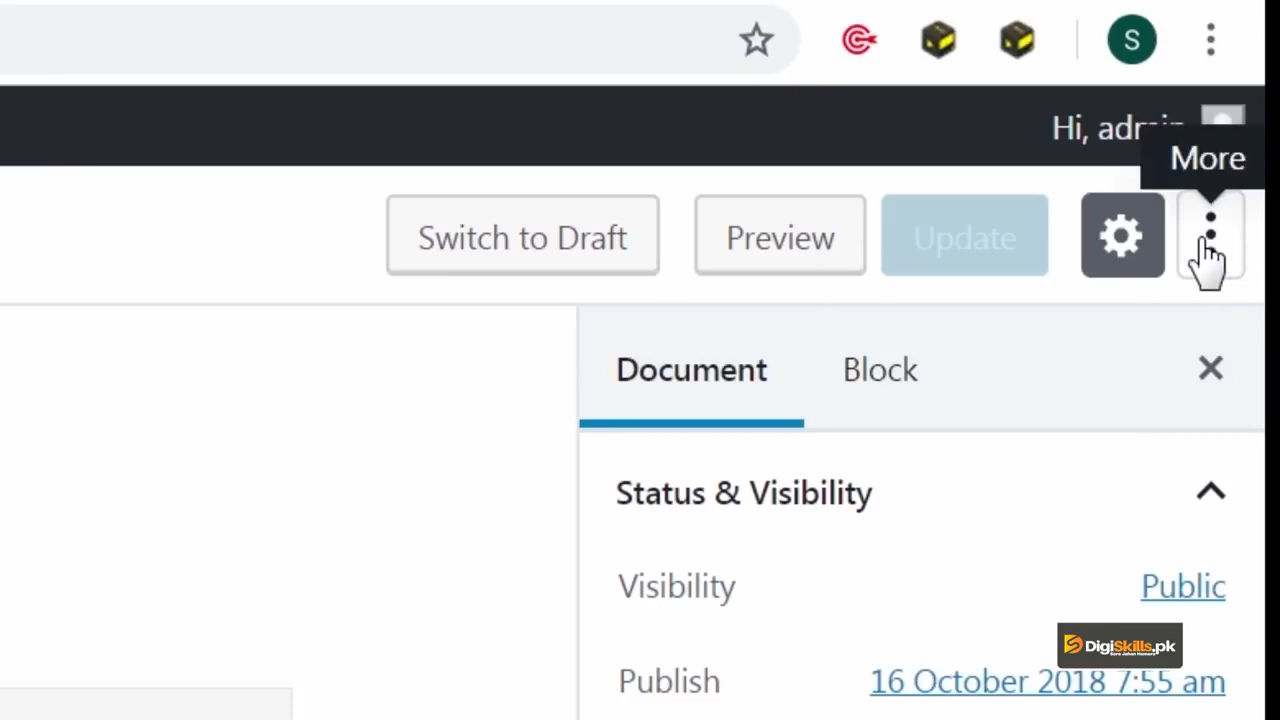 S
Hi, admin
More
Switch to Draft
Preview
Update
Document
Block
Status & Visibility
Visibility
Public
DigiSkills.pk
Publish
16 October 2018 7:55 am